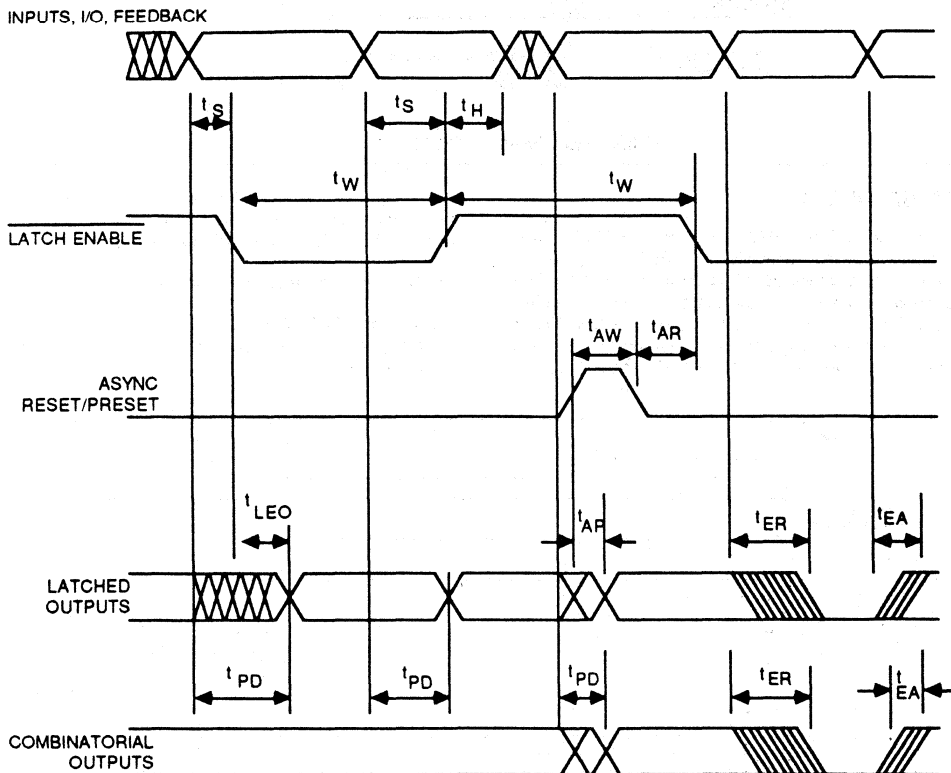 INPUTS, I/O, FEEDBACK
tS tS tH
tW tW
LATCH ENABLE
tAW tAR
ASYNC
RESET/PRESET
tLEO tAP tER tEA
LATCHED
OUTPUTS
tPD tPD tPD tER tEA
COMBINATORIAL
OUTPUTS